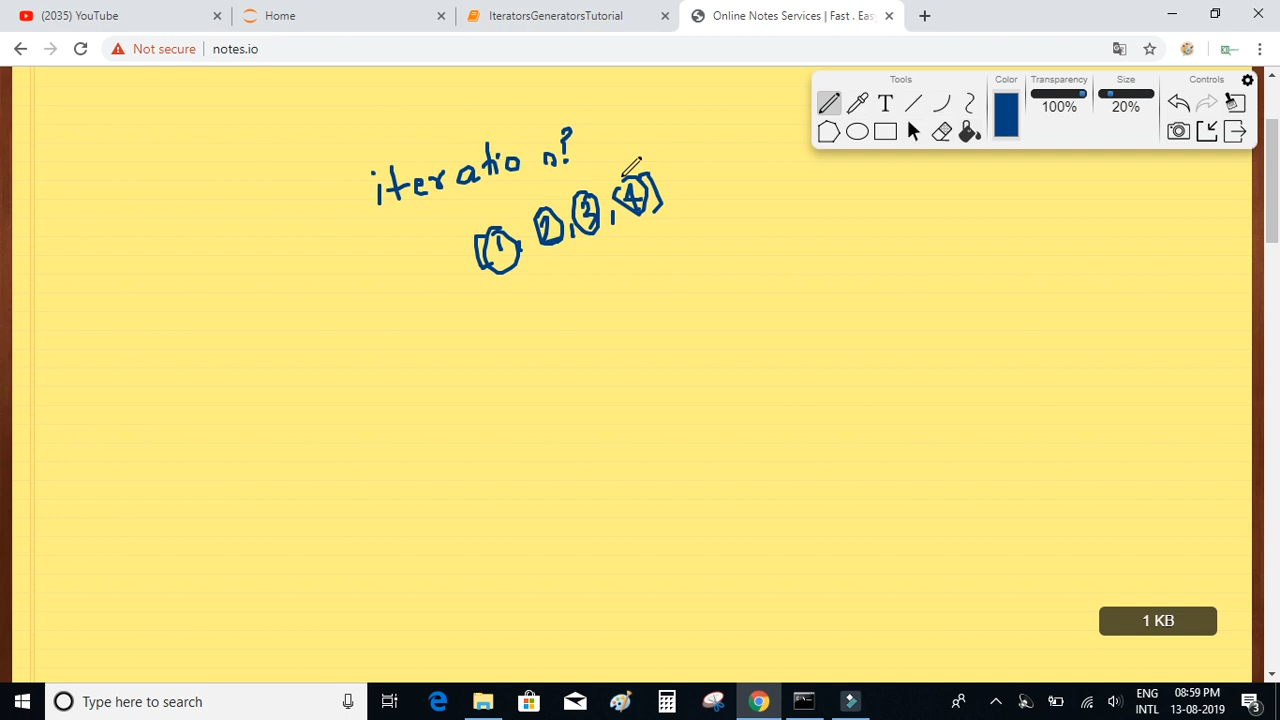 (2035) YouTube
Home
IteratorsGeneratorsTutorial
Online Notes Services | Fast . Eas
Not secure notes.io
Tools Color Transparency Size Controls
T 100% 20%
iteration?
[1, 2, 3, 4]
1 KB
Type here to search
ENG 08:59 PM
INTL 13-08-2019 3